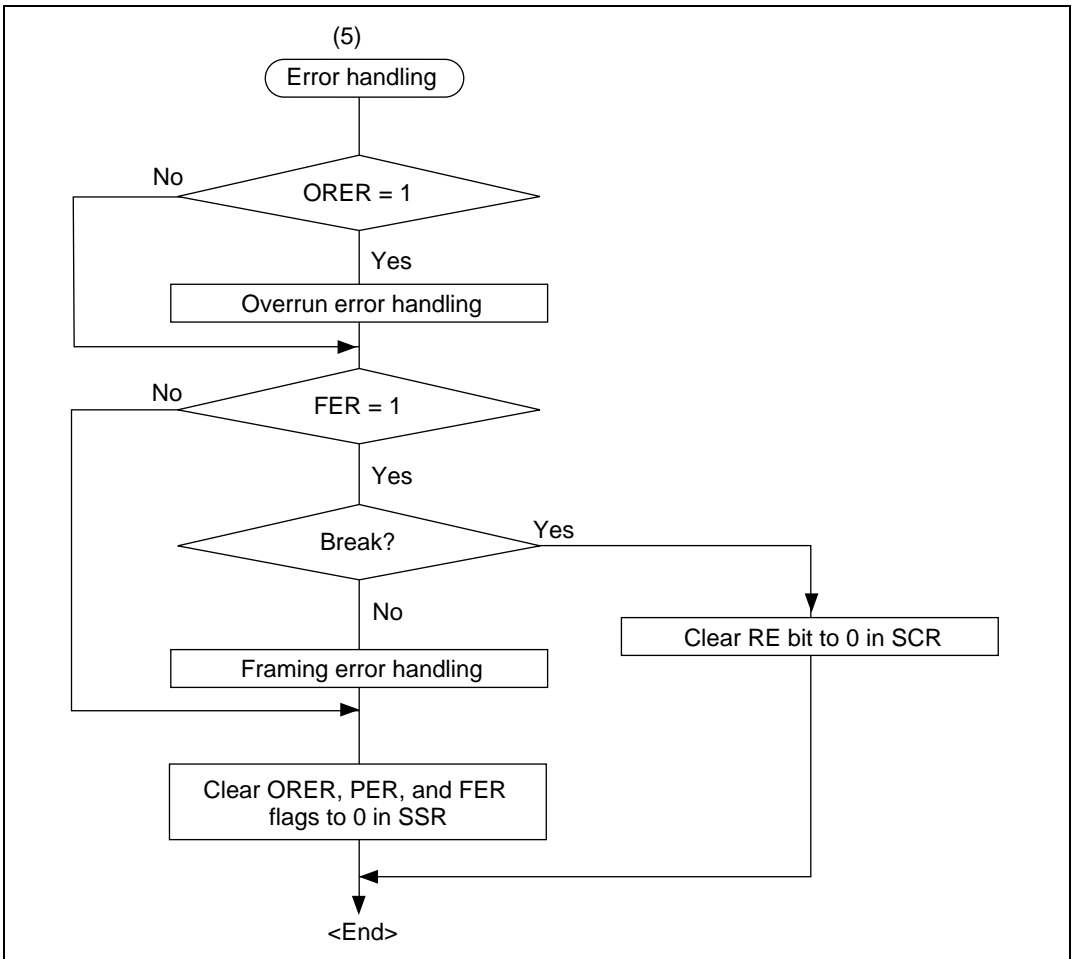 (5)
Error handling
No
ORER = 1
Yes
Overrun error handling
No
FER = 1
Yes
Break?
Yes
No
Clear RE bit to 0 in SCR
Framing error handling
Clear ORER, PER, and FER
flags to 0 in SSR
<End>